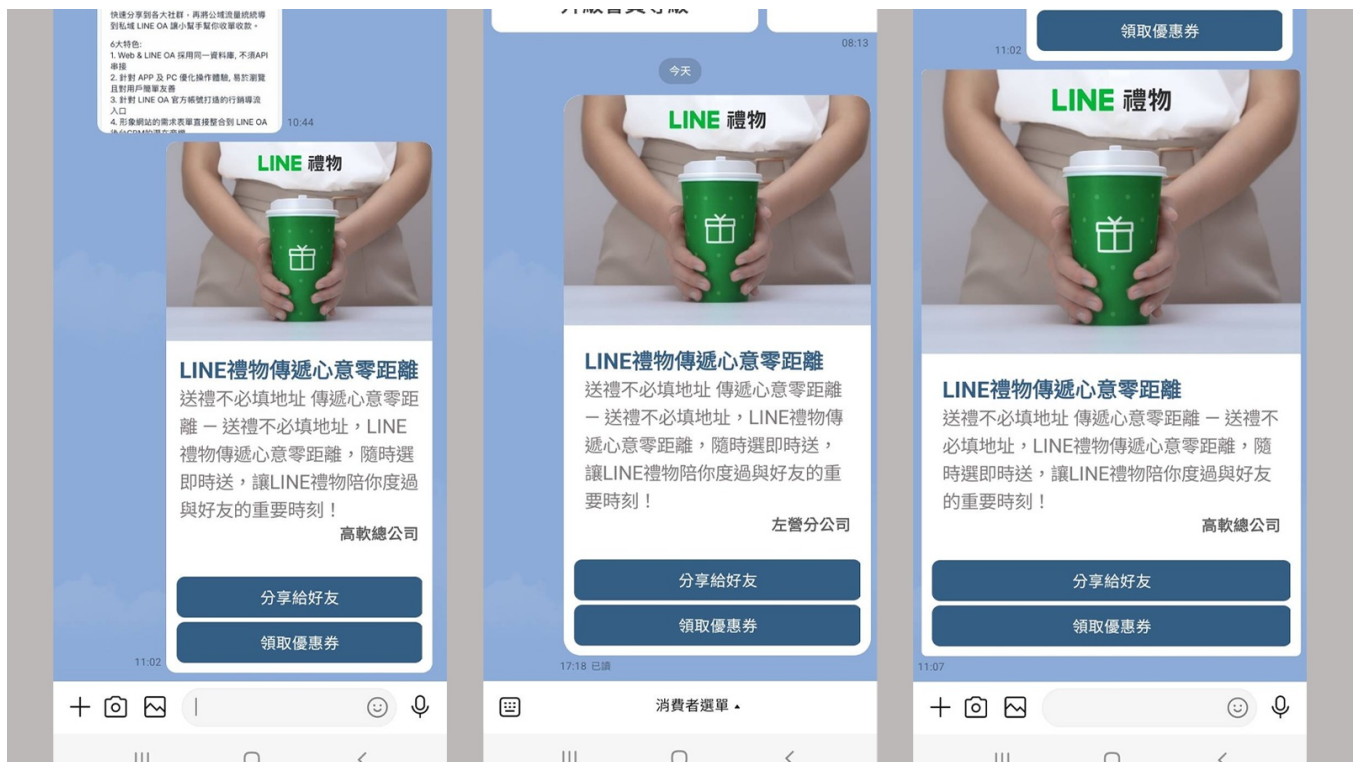 快速分享到各大社群，再將公域流量統統導
到私域 LINE OA 讓小幫手幫你收單收款。
6大特色:
1. Web & LINE OA 採用同一資料庫, 不須API
串接
2. 針對 APP 及 PC 優化操作體驗, 易於瀏覽
且對用戶簡單友善
3. 針對 LINE OA 官方帳號打造的行銷導流
入口
4. 形象網站的需求表單直接整合到 LINE OA
10:44
LINE 禮物
LINE禮物傳遞心意零距離
送禮不必填地址 傳遞心意零距
離 – 送禮不必填地址，LINE
禮物傳遞心意零距離，隨時選
即時送，讓LINE禮物陪你度過
與好友的重要時刻！
高軟總公司
分享給好友
領取優惠券
11:02
08:13
今天
LINE 禮物
LINE禮物傳遞心意零距離
送禮不必填地址 傳遞心意零距離
– 送禮不必填地址，LINE禮物傳
遞心意零距離，隨時選即時送，
讓LINE禮物陪你度過與好友的重
要時刻！
左營分公司
分享給好友
領取優惠券
17:18 已讀
消費者選單
領取優惠券
11:02
LINE 禮物
LINE禮物傳遞心意零距離
送禮不必填地址 傳遞心意零距離 – 送禮不
必填地址，LINE禮物傳遞心意零距離，隨
時選即時送，讓LINE禮物陪你度過與好友
的重要時刻！
高軟總公司
分享給好友
領取優惠券
11:07